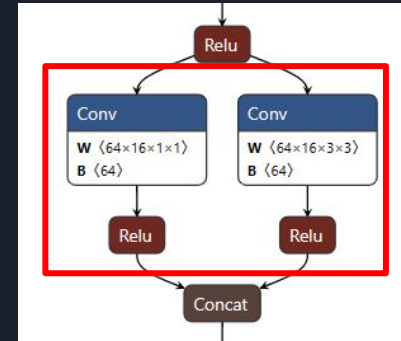 Relu
Conv Conv
W ⟨64×16×1×1⟩ W ⟨64×16×3×3⟩
B ⟨64⟩ B ⟨64⟩
Relu Relu
Concat